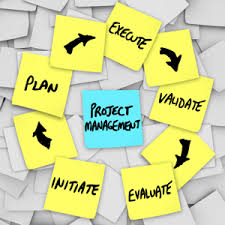 EXECUTE
PLAN
VALIDATE
PROJECT
MANAGEMENT
INITIATE
EVALUATE